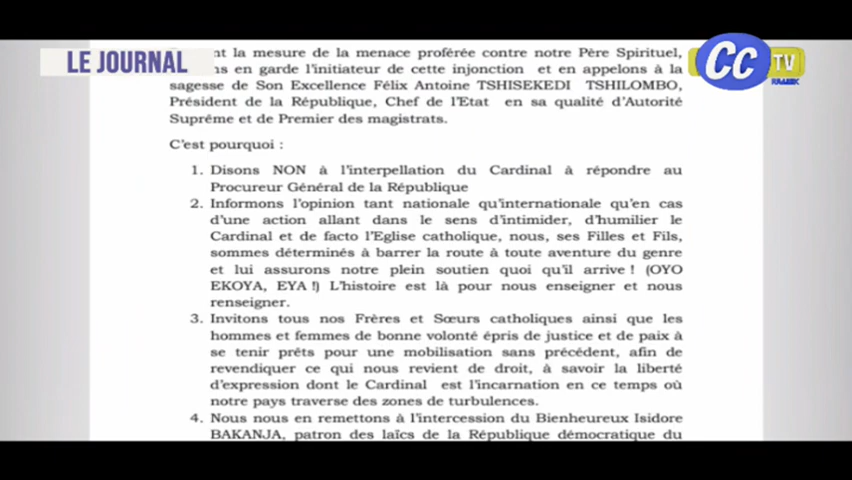 LE JOURNAL
CC
TV
nt la mesure de la menace proférée contre notre Père Spirituel,
ns en garde l'initiateur de cette injonction et en appelons à la
sagesse de Son Excellence Félix Antoine TSHISEKEDI TSHILOMBO,
Président de la République, Chef de l'Etat en sa qualité d'Autorité
Suprême et de Premier des magistrats.
C'est pourquoi :
1. Disons NON à l'interpellation du Cardinal à répondre au
Procureur Général de la République
2. Informons l'opinion tant nationale qu'internationale qu'en cas
d'une action allant dans le sens d'intimider, d'humilier le
Cardinal et de facto l'Eglise catholique, nous, ses Filles et Fils,
sommes déterminés à barrer la route à toute aventure du genre
et lui assurons notre plein soutien quoi qu'il arrive ! (OYO
EKOYA, EYA !) L'histoire est là pour nous enseigner et nous
renseigner.
3. Invitons tous nos Frères et Sœurs catholiques ainsi que les
hommes et femmes de bonne volonté épris de justice et de paix à
se tenir prêts pour une mobilisation sans précédent, afin de
revendiquer ce qui nous revient de droit, à savoir la liberté
d'expression dont le Cardinal est l'incarnation en ce temps où
notre pays traverse des zones de turbulences.
4. Nous nous en remettons à l'intercession du Bienheureux Isidore
BAKANJA, patron des laïcs de la République démocratique du